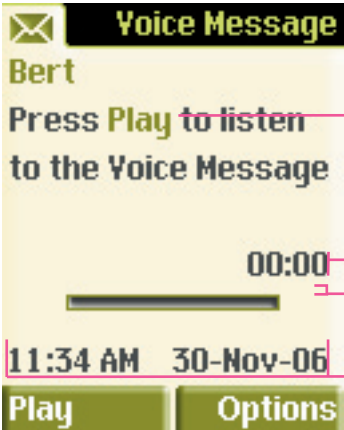 Voice Message
Bert
Press Play to listen
to the Voice Message
00:00
11:34 AM 30-Nov-06
Play Options